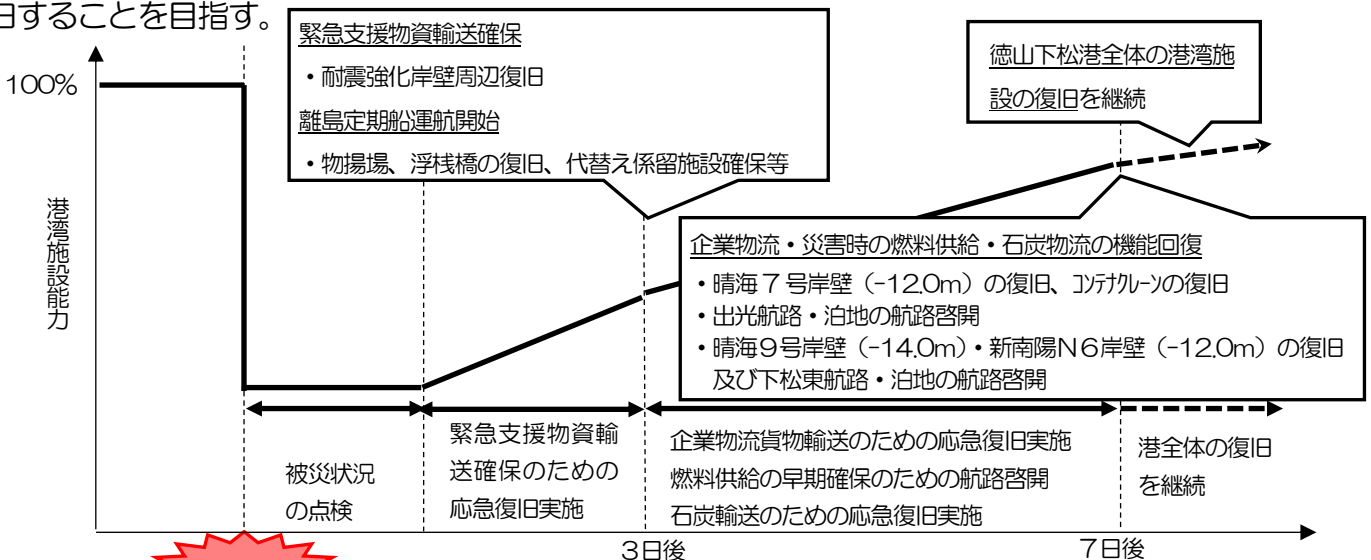 旧することを目指す。
100%
港湾施設能力
緊急支援物資輸送確保
・耐震強化岸壁周辺復旧
離島定期船運航開始
・物揚場、浮桟橋の復旧、代替え係留施設確保等
徳山下松港全体の港湾施
設の復旧を継続
企業物流・災害時の燃料供給・石炭物流の機能回復
・晴海７号岸壁（-12.0m）の復旧、ｺﾝﾃﾅｸﾚｰﾝの復旧
・出光航路・泊地の航路啓開
・晴海９号岸壁（-14.0m）・新南陽Ｎ６岸壁（-12.0m）の復旧
及び下松東航路・泊地の航路啓開
被災状況
の点検
緊急支援物資輸
送確保のための
応急復旧実施
企業物流貨物輸送のための応急復旧実施
燃料供給の早期確保のための航路啓開
石炭輸送のための応急復旧実施
港全体の復旧
を継続
３日後
７日後